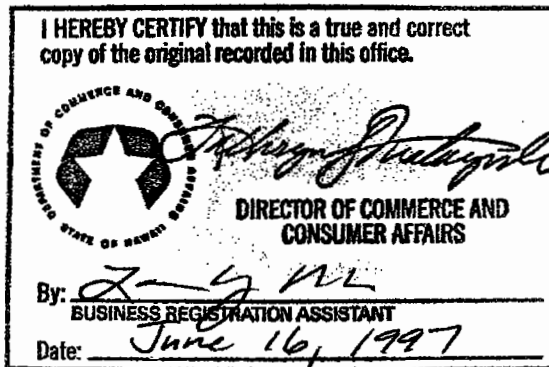 I HEREBY CERTIFY that this is a true and correct
copy of the original recorded in this office.
DEPARTMENT OF COMMERCE AND CONSUMER AFFAIRS
STATE OF HAWAII
DIRECTOR OF COMMERCE AND
CONSUMER AFFAIRS
By:
BUSINESS REGISTRATION ASSISTANT
Date: June 16, 1997